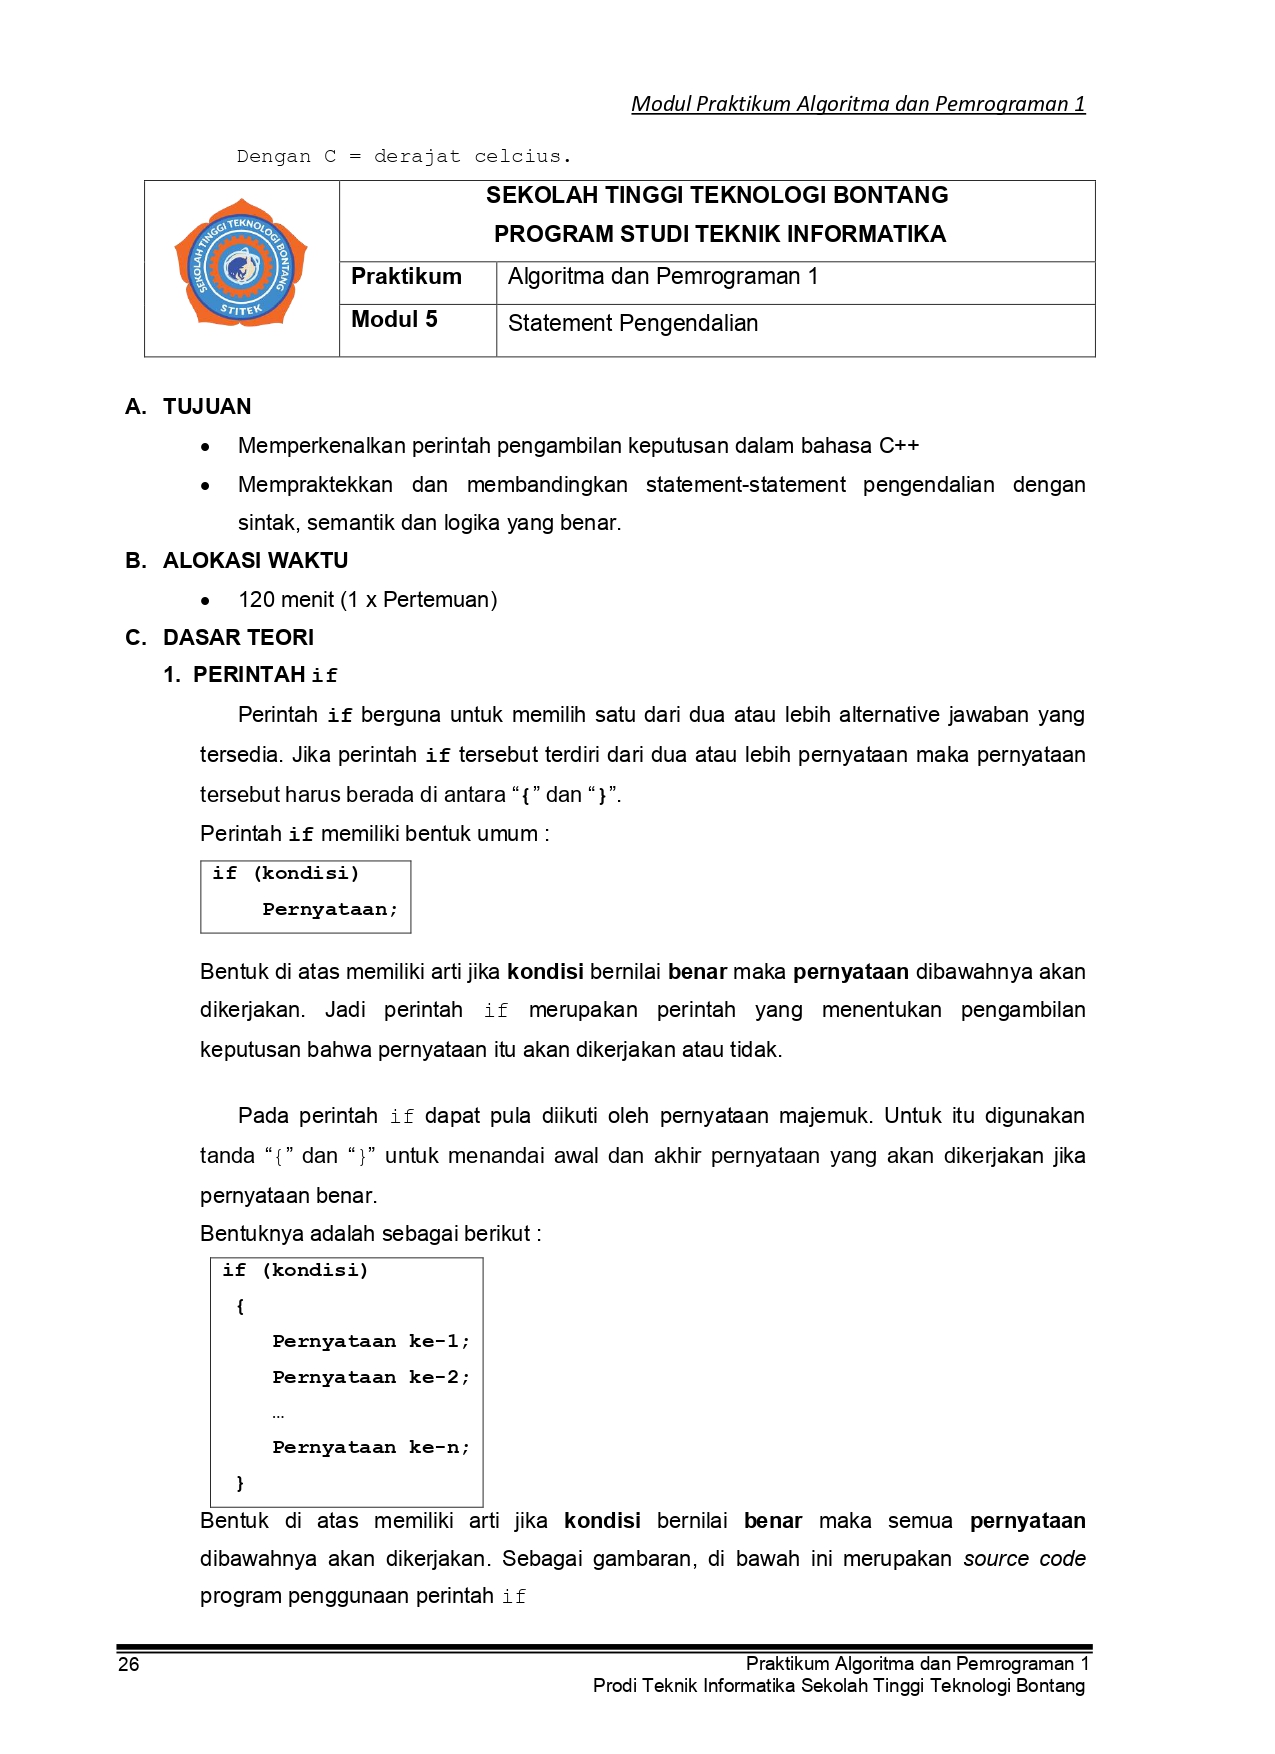 Modul Praktikum Algoritma dan Pemrograman 1
Dengan C = derajat celcius.
SEKOLAH TINGGI TEKNOLOGI BONTANG
STITEK
SEKOLAH TINGGI TEKNOLOGI BONTANG
PROGRAM STUDI TEKNIK INFORMATIKA
Praktikum Algoritma dan Pemrograman 1
Modul 5 Statement Pengendalian
A. TUJUAN
• Memperkenalkan perintah pengambilan keputusan dalam bahasa C++
• Mempraktekkan dan membandingkan statement-statement pengendalian dengan
sintak, semantik dan logika yang benar.
B. ALOKASI WAKTU
• 120 menit (1 x Pertemuan)
C. DASAR TEORI
1. PERINTAH if
Perintah if berguna untuk memilih satu dari dua atau lebih alternative jawaban yang
tersedia. Jika perintah if tersebut terdiri dari dua atau lebih pernyataan maka pernyataan
tersebut harus berada di antara “{” dan “}”.
Perintah if memiliki bentuk umum :
if (kondisi)
Pernyataan;
Bentuk di atas memiliki arti jika kondisi bernilai benar maka pernyataan dibawahnya akan
dikerjakan. Jadi perintah if merupakan perintah yang menentukan pengambilan
keputusan bahwa pernyataan itu akan dikerjakan atau tidak.
Pada perintah if dapat pula diikuti oleh pernyataan majemuk. Untuk itu digunakan
tanda “{” dan “}” untuk menandai awal dan akhir pernyataan yang akan dikerjakan jika
pernyataan benar.
Bentuknya adalah sebagai berikut :
if (kondisi)
{
Pernyataan ke-1;
Pernyataan ke-2;
…
Pernyataan ke-n;
}
Bentuk di atas memiliki arti jika kondisi bernilai benar maka semua pernyataan
dibawahnya akan dikerjakan. Sebagai gambaran, di bawah ini merupakan source code
program penggunaan perintah if
26 Praktikum Algoritma dan Pemrograman 1
Prodi Teknik Informatika Sekolah Tinggi Teknologi Bontang